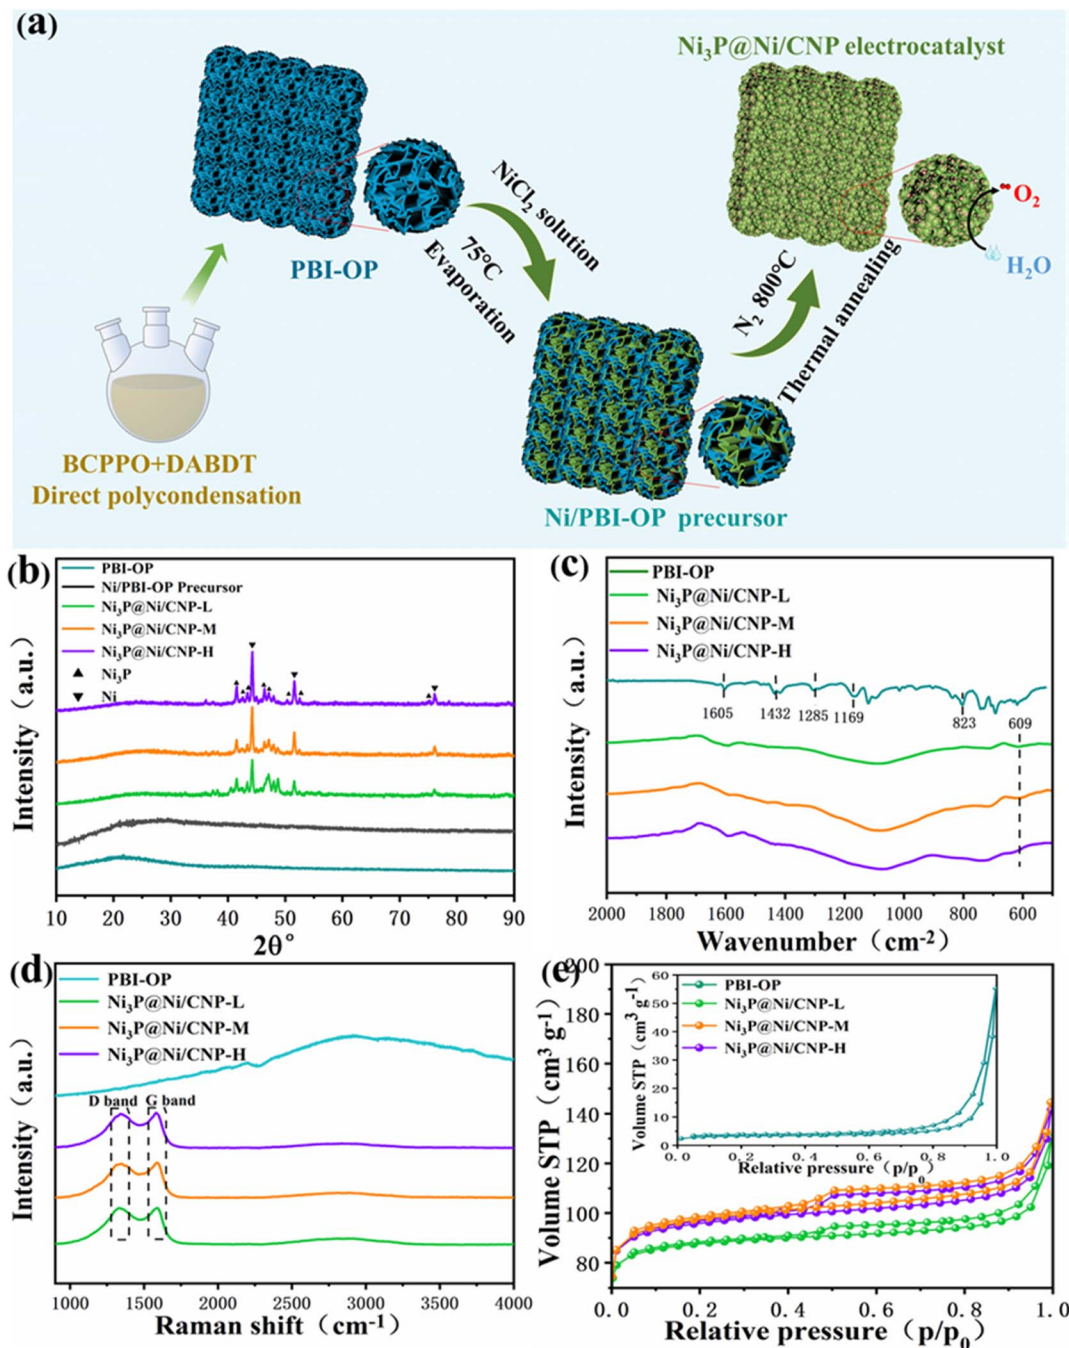 (a)
Ni₃P@Ni/CNP electrocatalyst
NiCl₂ solution
75℃
Evaporation
PBI-OP
O₂
H₂O
N₂ 800℃
Thermal annealing
BCPPO+DABDT
Direct polycondensation
Ni/PBI-OP precursor
(b)
PBI-OP
Ni/PBI-OP Precursor
Ni₃P@Ni/CNP-L
Ni₃P@Ni/CNP-M
Ni₃P@Ni/CNP-H
▲ Ni₃P
▼ Ni
Intensity (a.u.)
10 20 30 40 50 60 70 80 90
2θ°
(c)
PBI-OP
Ni₃P@Ni/CNP-L
Ni₃P@Ni/CNP-M
Ni₃P@Ni/CNP-H
1605 1432 1285 1169 823 609
Intensity (a.u.)
2000 1800 1600 1400 1200 1000 800 600
Wavenumber (cm⁻²)
(d)
PBI-OP
Ni₃P@Ni/CNP-L
Ni₃P@Ni/CNP-M
Ni₃P@Ni/CNP-H
D band G band
Intensity (a.u.)
1000 1500 2000 2500 3000 3500 4000
Raman shift (cm⁻¹)
(e)
200
180
160
140
120
100
80
Volume STP (cm³ g⁻¹)
60
50
40
30
20
10
0
Volume STP (cm³ g⁻¹)
PBI-OP
Ni₃P@Ni/CNP-L
Ni₃P@Ni/CNP-M
Ni₃P@Ni/CNP-H
0.0 0.2 0.4 0.6 0.8 1.0
Relative pressure (p/p₀)
0.0 0.2 0.4 0.6 0.8 1.0
Relative pressure (p/p₀)